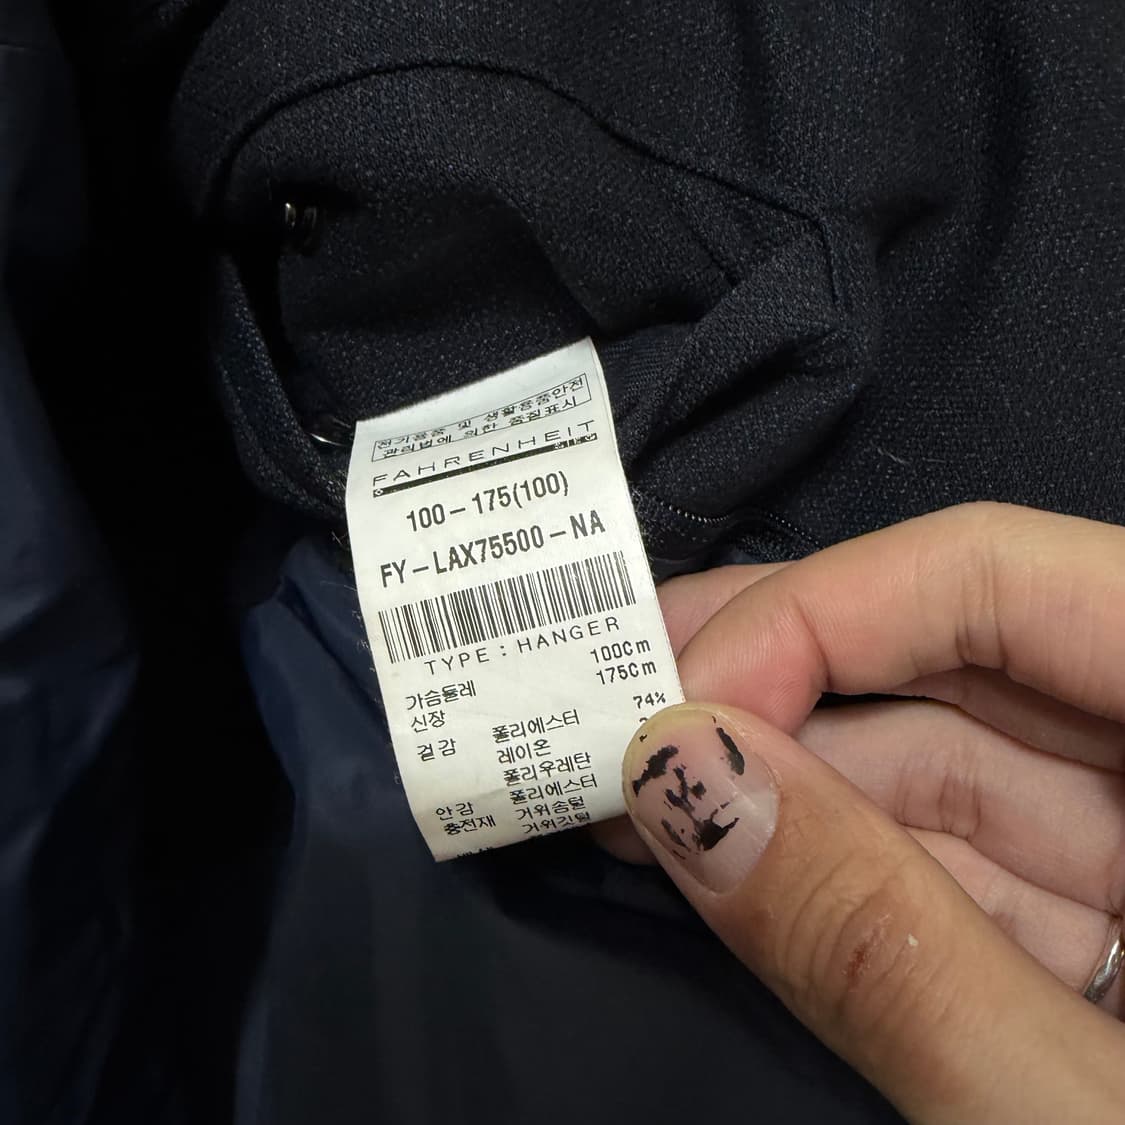 전기용품 및 생활용품안전
관리법에 의한 품질표시
FAHRENHEIT
100-175(100)
FY-LAX75500-NA
TYPE : HANGER
가슴둘레 100Cm
신장 175Cm
겉감 폴리에스터 74%
레이온
폴리우레탄
안감 폴리에스터
충전재 거위솜털
거위깃털